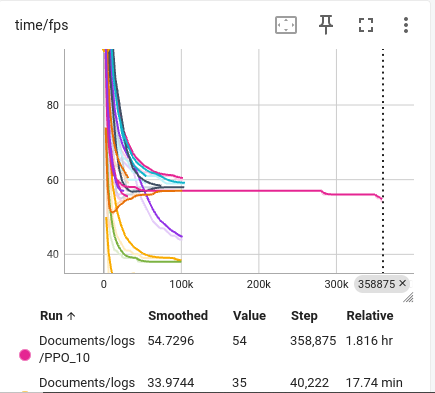 time/fps
80
60
40
0 100k 200k 300k 358875 ×
Run ↑ Smoothed Value Step Relative
Documents/logs 54.7296 54 358,875 1.816 hr
/PPO_10
Documents/logs 33.9744 35 40,222 17.74 min